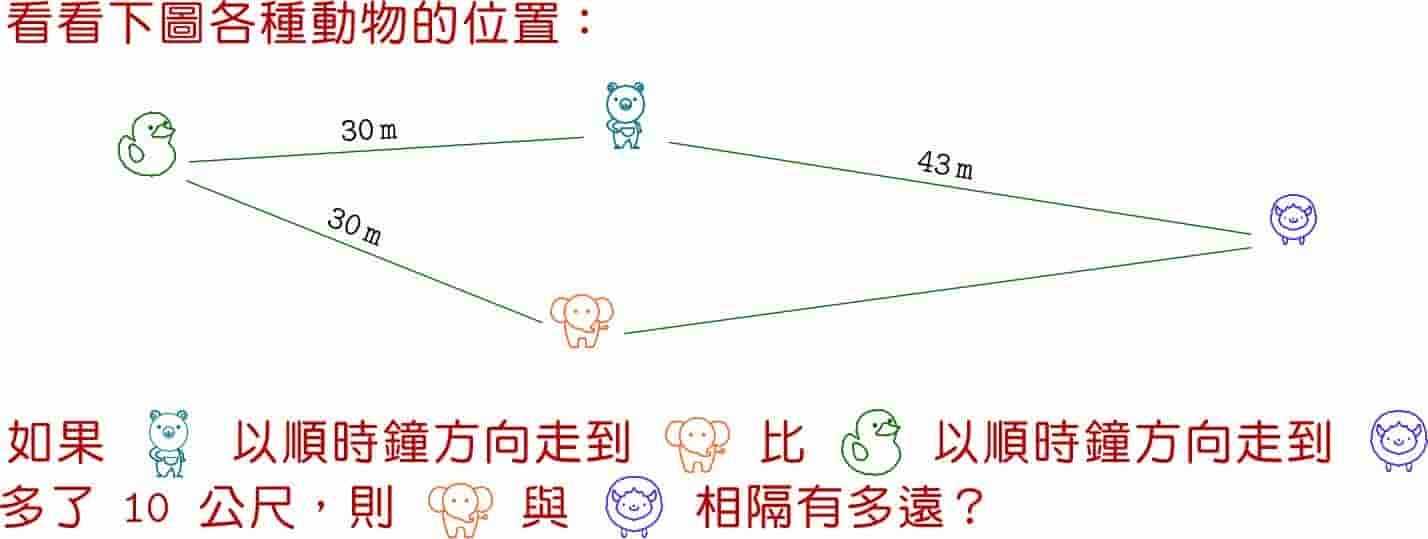 看看下圖各種動物的位置：
30 m
43 m
30 m
如果 以順時鐘方向走到 比 以順時鐘方向走到
多了 10 公尺，則 與 相隔有多遠？